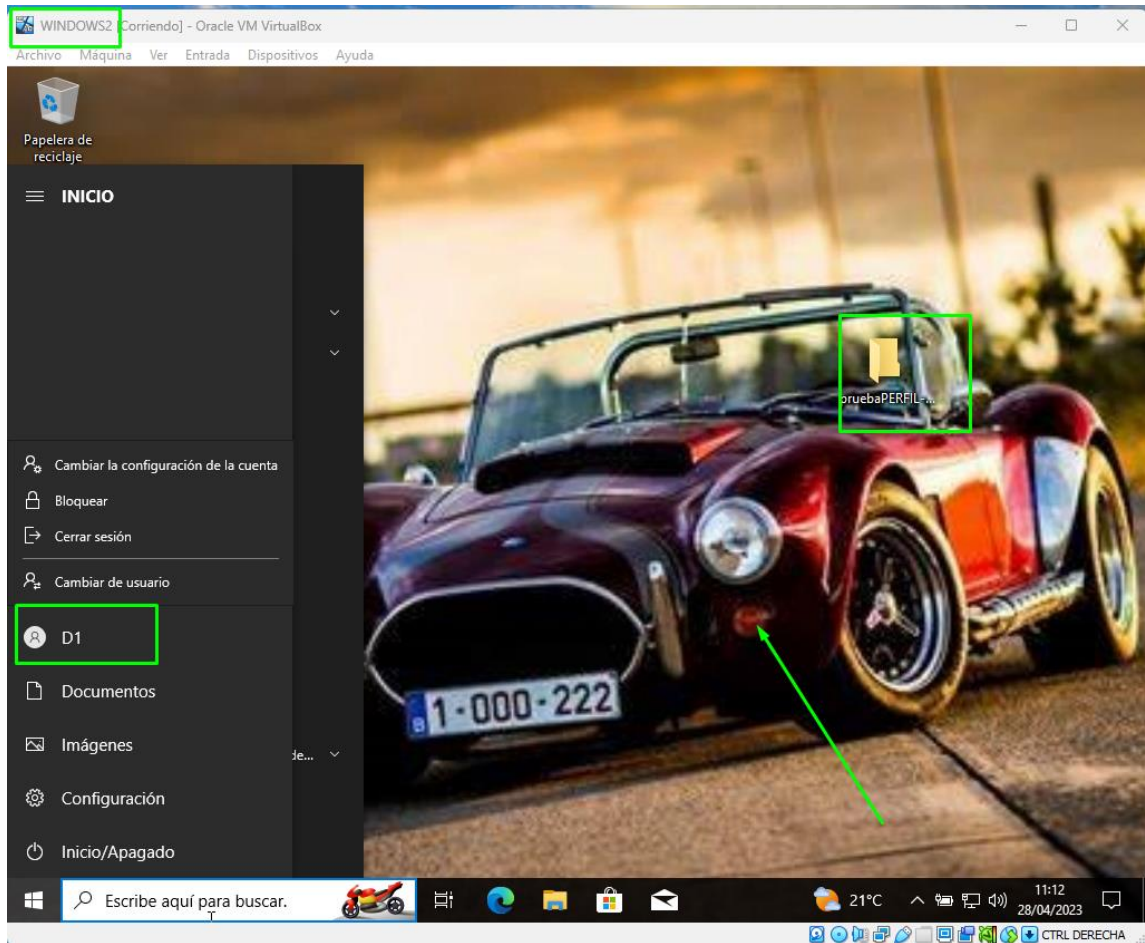 WINDOWS2 [Corriendo] - Oracle VM VirtualBox
Archivo Máquina Ver Entrada Dispositivos Ayuda
Papelera de
reciclaje
INICIO
pruebaPERFIL-...
Cambiar la configuración de la cuenta
Bloquear
Cerrar sesión
Cambiar de usuario
D1
Documentos
B 1-000-222
Imágenes
de...
Configuración
Inicio/Apagado
Escribe aquí para buscar.
21°C
11:12
28/04/2023
CTRL DERECHA